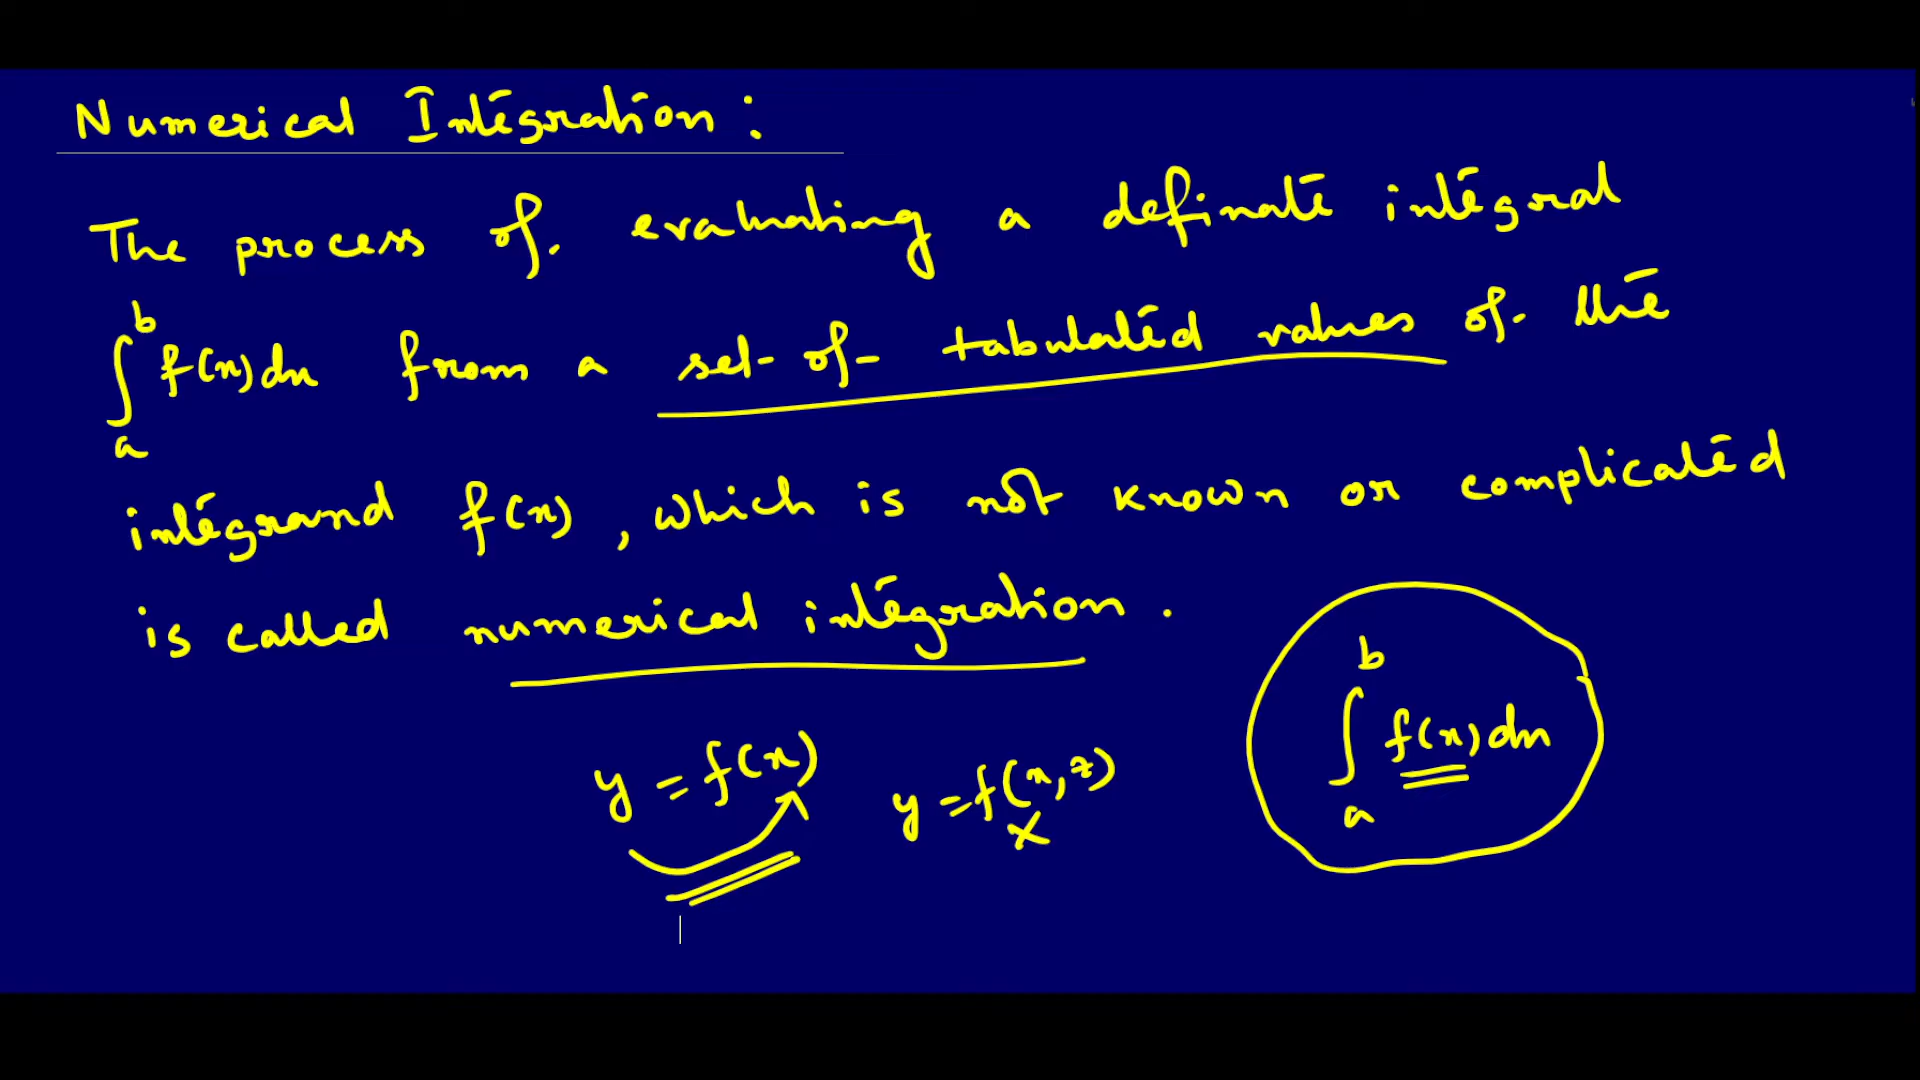 Numerical Integration :
The process of. evaluating a definate integral
∫_a^b f(x)dx from a set of tabulated values of the
integrand f(x), which is not known or complicated
is called numerical integration.
y = f(x) y = f(x, z) ∫_a^b f(x)dx
X